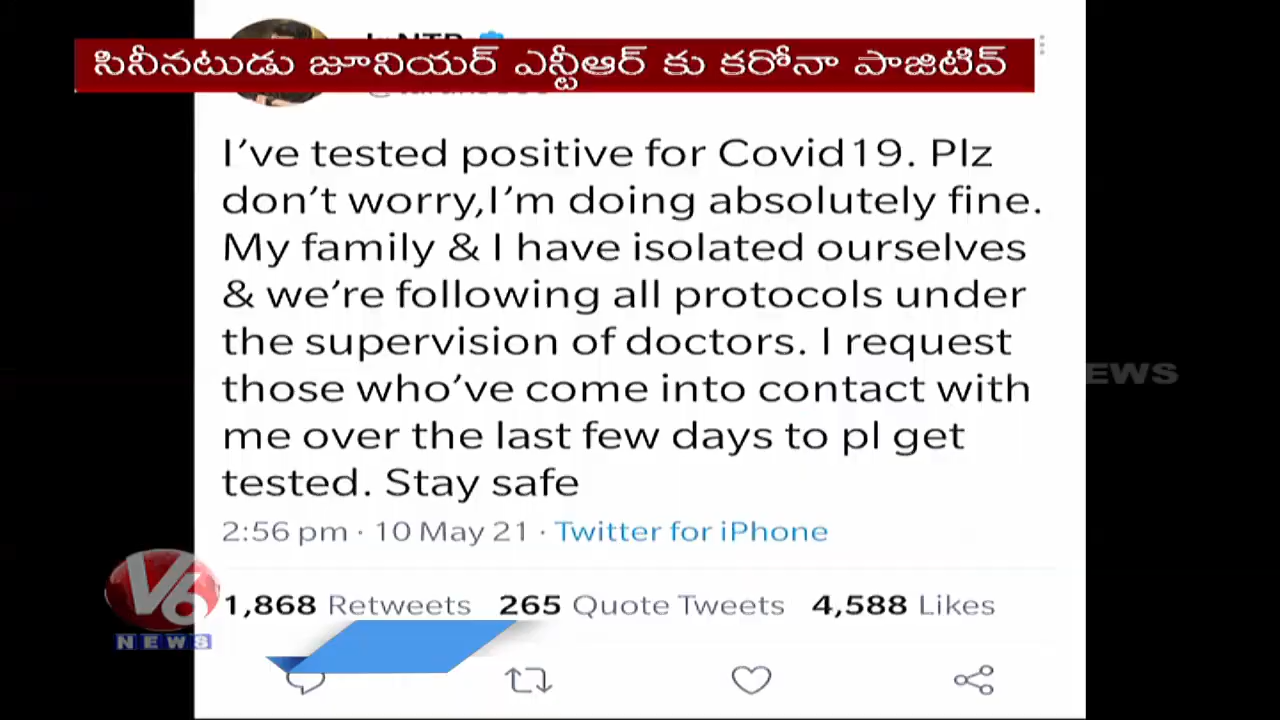 సినీనటుడు జూనియర్ ఎన్టీఆర్ కు కరోనా పాజిటివ్
I've tested positive for Covid19. Plz
don't worry,I'm doing absolutely fine.
My family & I have isolated ourselves
& we're following all protocols under
the supervision of doctors. I request
those who've come into contact with
me over the last few days to pl get
tested. Stay safe
2:56 pm · 10 May 21 · Twitter for iPhone
1,868 Retweets 265 Quote Tweets 4,588 Likes
V6
NEWS
EWS